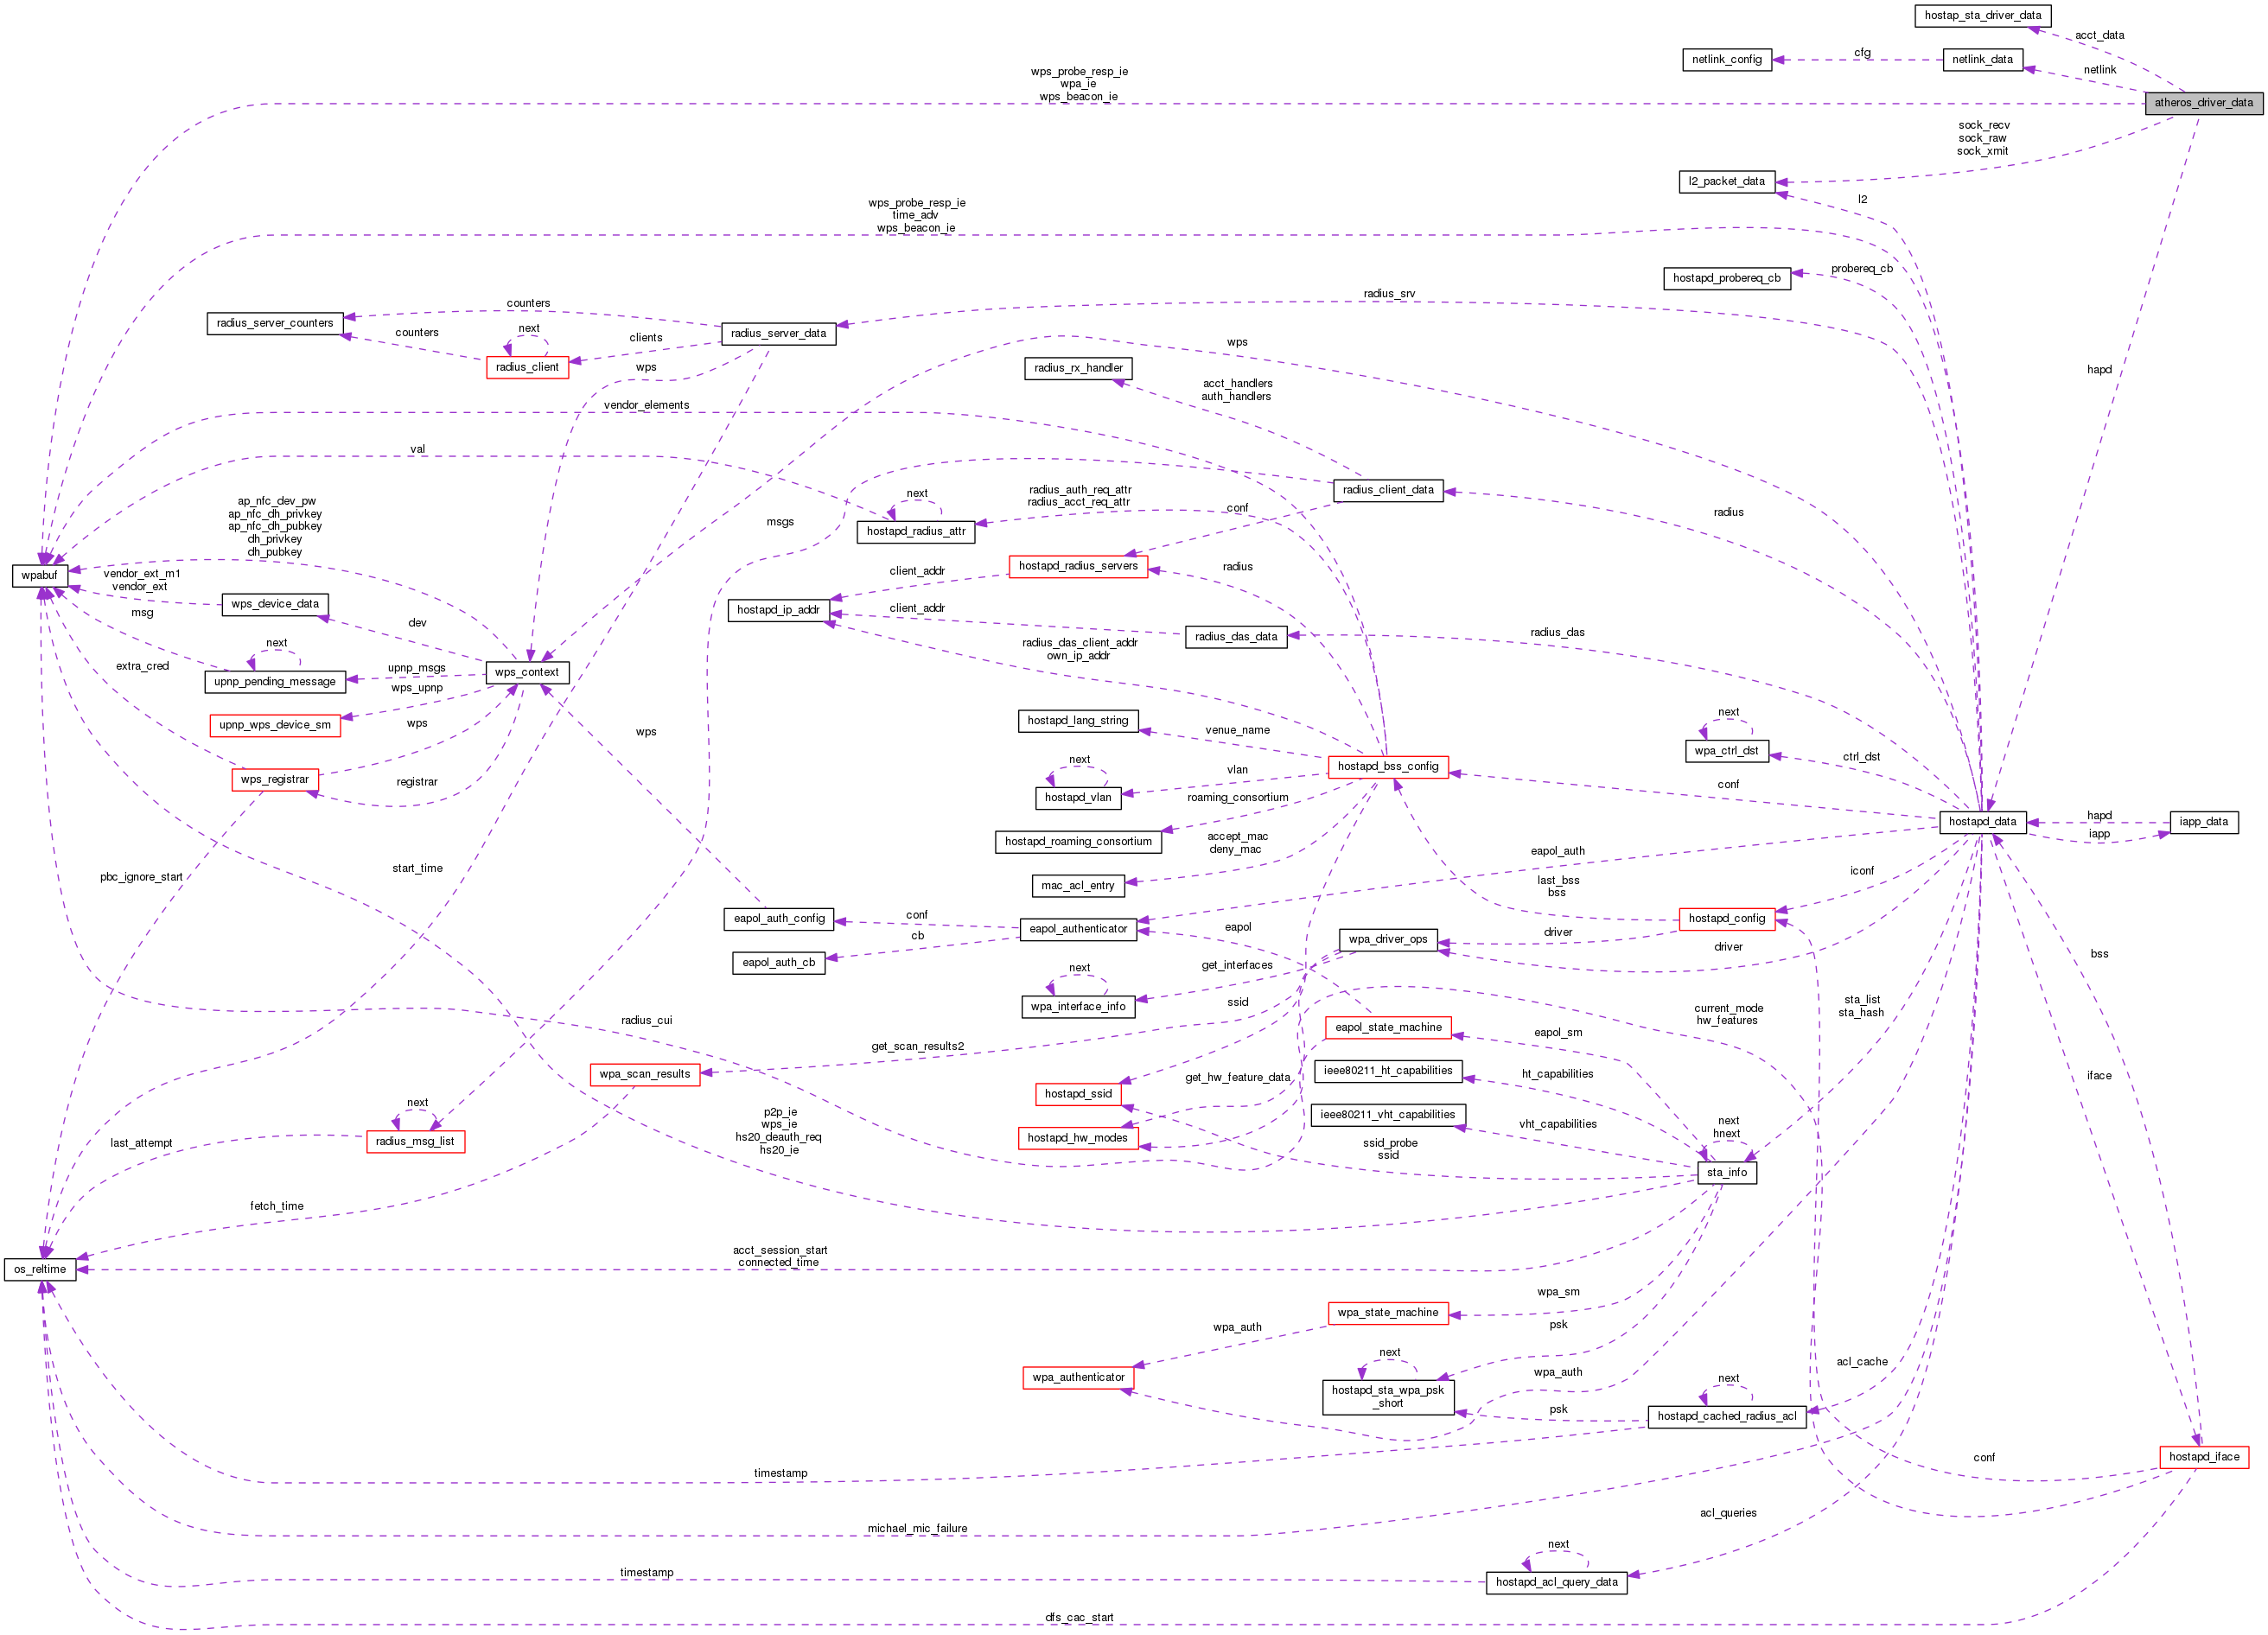 hostap_sta_driver_data
acct_data
netlink_config
cfg
netlink_data
netlink
wps_probe_resp_ie
wpa_ie
wps_beacon_ie
atheros_driver_data
sock_recv
sock_raw
sock_xmit
l2_packet_data
l2
wps_probe_resp_ie
time_adv
wps_beacon_ie
hostapd_probereq_cb
probereq_cb
radius_srv
counters
radius_server_counters
counters
next
radius_server_data
clients
radius_client
wps
wps
radius_rx_handler
acct_handlers
auth_handlers
hapd
vendor_elements
val
next
radius_auth_req_attr
radius_acct_req_attr
radius_client_data
conf
radius
ap_nfc_dev_pw
ap_nfc_dh_privkey
ap_nfc_dh_pubkey
dh_privkey
dh_pubkey
msgs
hostapd_radius_attr
wpabuf
vendor_ext_m1
vendor_ext
client_addr
hostapd_radius_servers
radius
wps_device_data
msg
dev
hostapd_ip_addr
client_addr
radius_das_data
radius_das
next
extra_cred
upnp_pending_message
upnp_msgs
wps_context
radius_das_client_addr
own_ip_addr
wps_upnp
upnp_wps_device_sm
wps
wps
hostapd_lang_string
venue_name
next
wpa_ctrl_dst
ctrl_dst
wps_registrar
registrar
next
vlan
hostapd_bss_config
conf
hostapd_vlan
roaming_consortium
hostapd_data
hapd
iapp
iapp_data
hostapd_roaming_consortium
accept_mac
deny_mac
eapol_auth
pbc_ignore_start
start_time
mac_acl_entry
last_bss
bss
iconf
eapol_auth_config
conf
eapol_authenticator
eapol
hostapd_config
driver
driver
cb
eapol_auth_cb
wpa_driver_ops
bss
next
get_interfaces
wpa_interface_info
ssid
current_mode
hw_features
sta_list
sta_hash
radius_cui
get_scan_results2
eapol_state_machine
eapol_sm
wpa_scan_results
get_hw_feature_data
hostapd_ssid
ieee80211_ht_capabilities
ht_capabilities
iface
next
radius_msg_list
last_attempt
p2p_ie
wps_ie
hs20_deauth_req
hs20_ie
hostapd_hw_modes
ieee80211_vht_capabilities
vht_capabilities
next
hnext
ssid_probe
ssid
sta_info
fetch_time
acct_session_start
connected_time
os_reltime
wpa_sm
wpa_state_machine
wpa_auth
psk
wpa_authenticator
next
hostapd_sta_wpa_psk
_short
wpa_auth
acl_cache
next
psk
hostapd_cached_radius_acl
timestamp
conf
hostapd_iface
michael_mic_failure
acl_queries
next
timestamp
hostapd_acl_query_data
dfs_cac_start